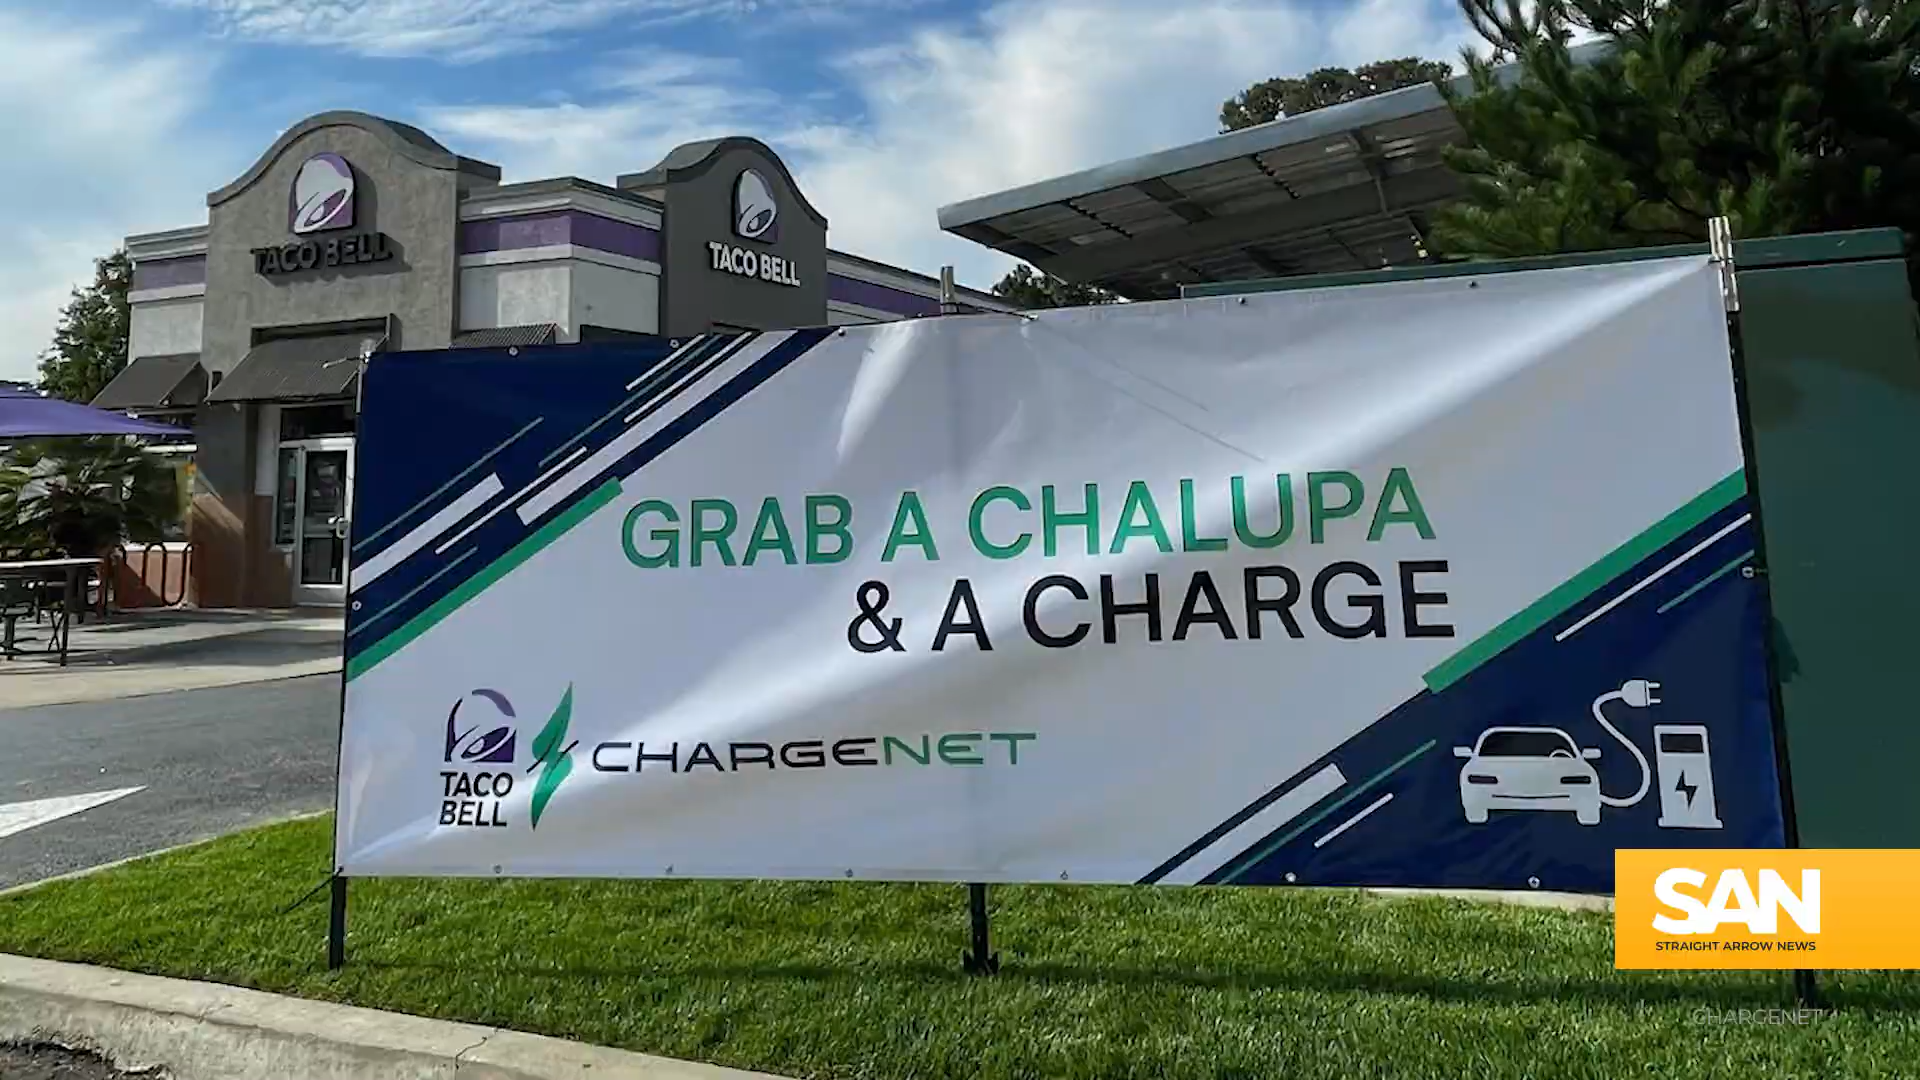 TACO BELL
TACO BELL
GRAB A CHALUPA
& A CHARGE
TACO
BELL
CHARGENET
SAN
STRAIGHT ARROW NEWS
CHARGENET